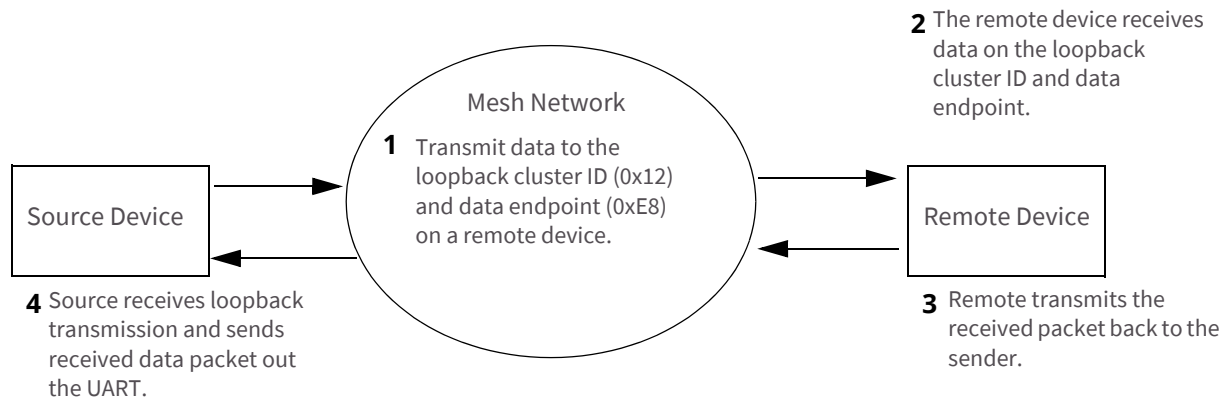 2 The remote device receives
data on the loopback
cluster ID and data
endpoint.
Mesh Network
1 Transmit data to the
loopback cluster ID (0x12)
and data endpoint (0xE8)
on a remote device.
Source Device
Remote Device
4 Source receives loopback
transmission and sends
received data packet out
the UART.
3 Remote transmits the
received packet back to the
sender.